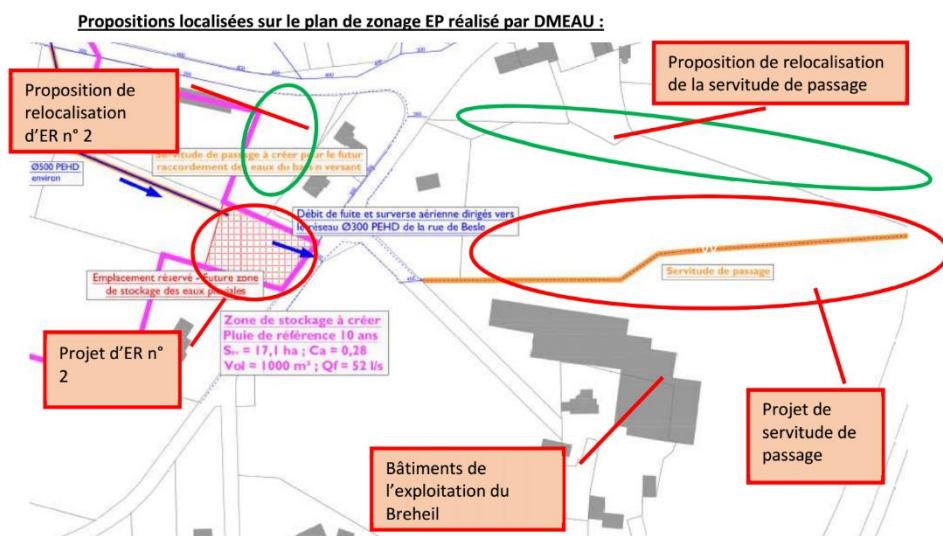 Propositions localisées sur le plan de zonage EP réalisé par DMEAU :
Proposition de
relocalisation
d'ER n° 2
Proposition de relocalisation
de la servitude de passage
Servitude de passage à créer pour le futur
raccordement des eaux du bassin versant
Ø500 PEHD
environ
Débit de fuite et surverse aérienne dirigés vers
le réseau Ø300 PEHD de la rue de Besle
Servitude de passage
Emplacement réservé - Future zone
de stockage des eaux pluviales
Zone de stockage à créer
Pluie de référence 10 ans
S = 17,1 ha ; Ca = 0,28
Vol = 1000 m³ ; Qf = 52 l/s
Projet d'ER n°
2
Projet de
servitude de
passage
Bâtiments de
l'exploitation du
Breheil